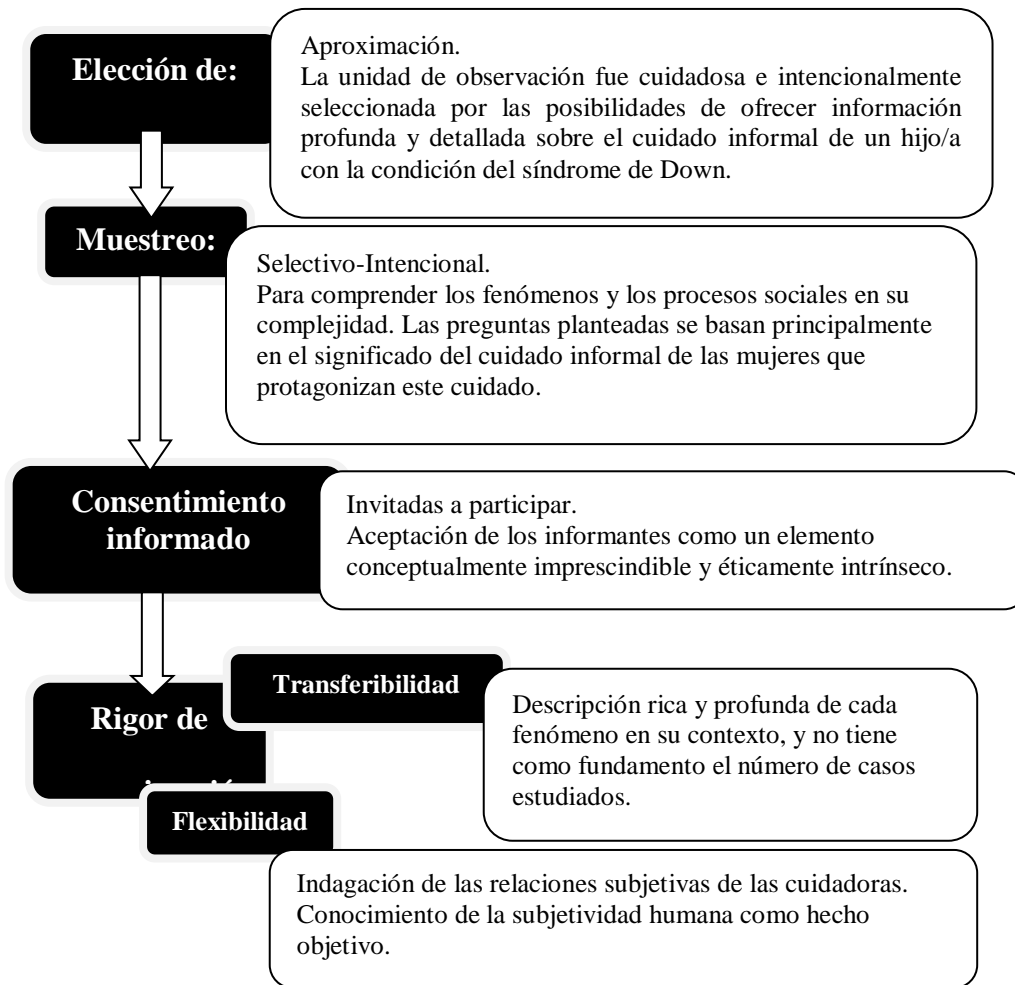 Elección de:
Aproximación.
La unidad de observación fue cuidadosa e intencionalmente
seleccionada por las posibilidades de ofrecer información
profunda y detallada sobre el cuidado informal de un hijo/a
con la condición del síndrome de Down.
Muestreo:
Selectivo-Intencional.
Para comprender los fenómenos y los procesos sociales en su
complejidad. Las preguntas planteadas se basan principalmente
en el significado del cuidado informal de las mujeres que
protagonizan este cuidado.
Consentimiento
informado
Invitadas a participar.
Aceptación de los informantes como un elemento
conceptualmente imprescindible y éticamente intrínseco.
Rigor de
Transferibilidad
Descripción rica y profunda de cada
fenómeno en su contexto, y no tiene
como fundamento el número de casos
estudiados.
Flexibilidad
Indagación de las relaciones subjetivas de las cuidadoras.
Conocimiento de la subjetividad humana como hecho
objetivo.